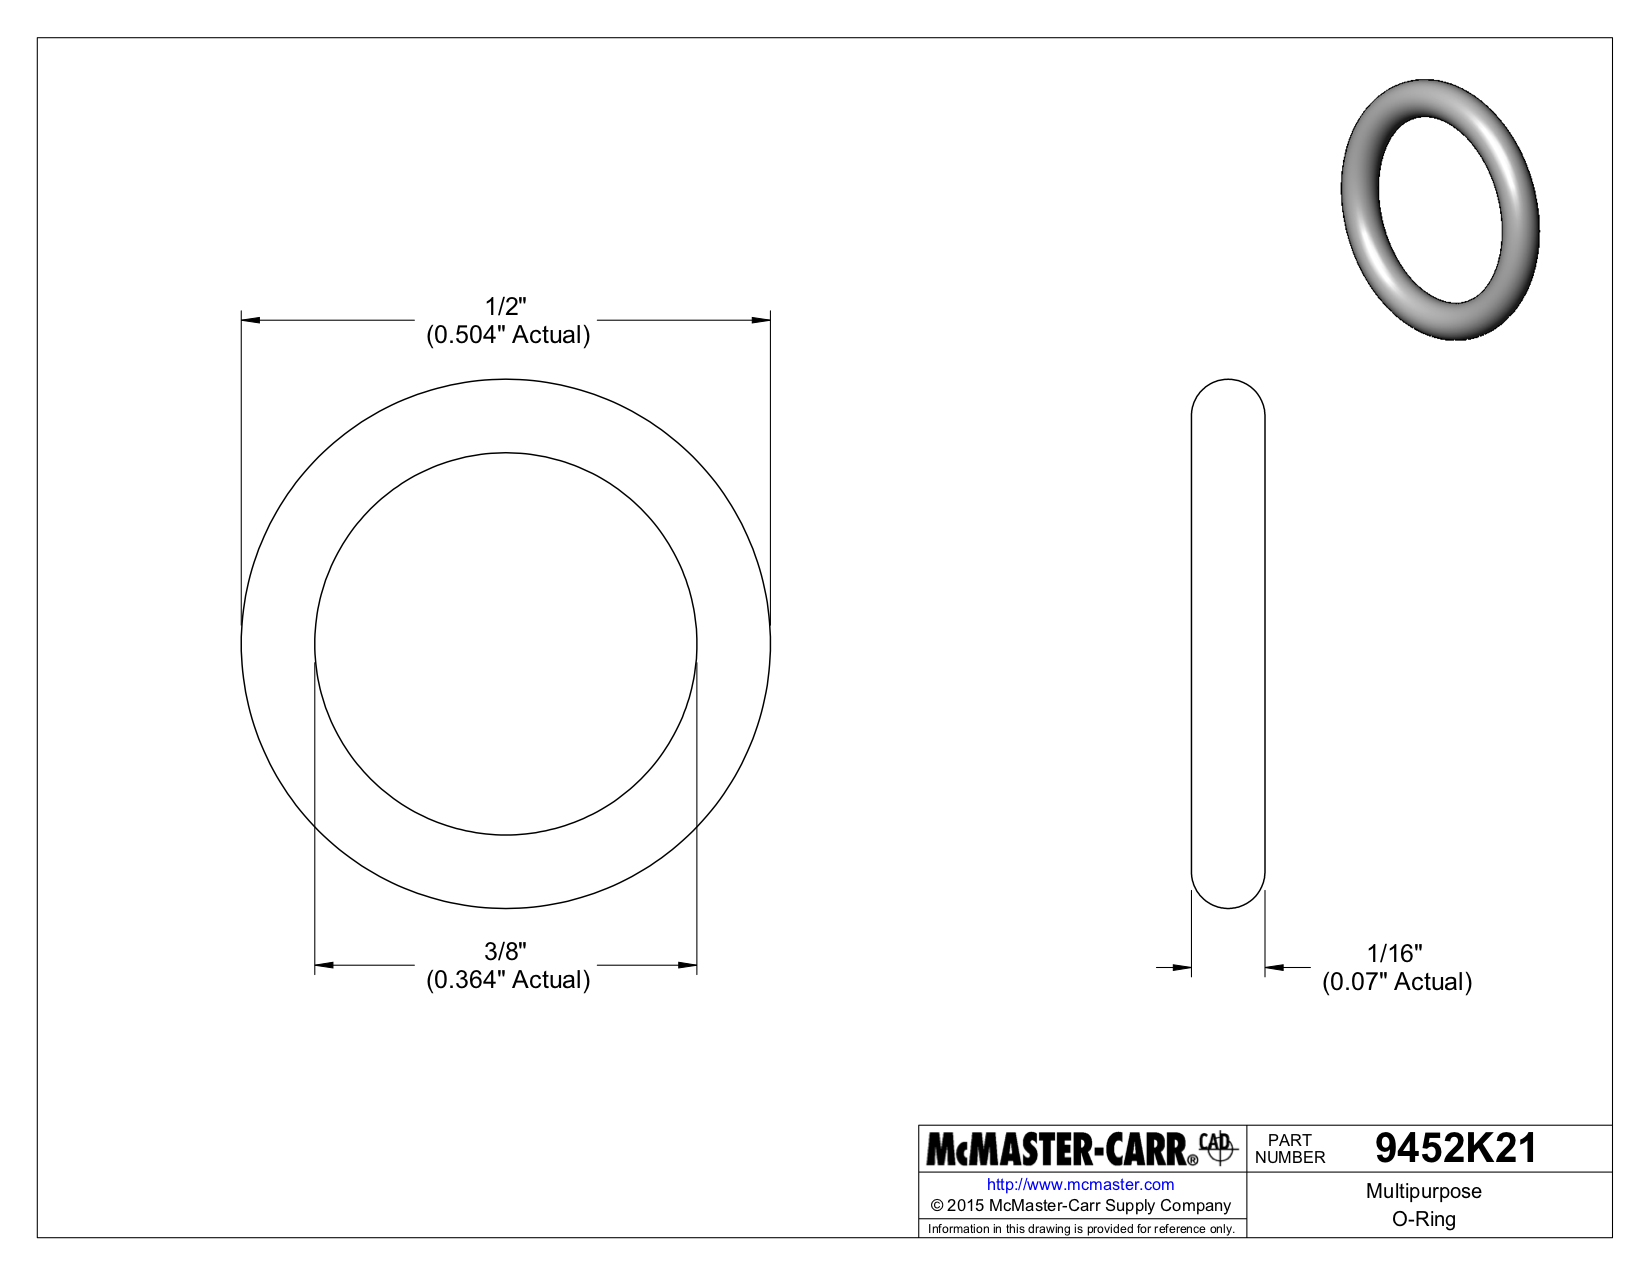 1/2"
(0.504" Actual)
3/8"
(0.364" Actual)
1/16"
(0.07" Actual)
McMASTER-CARR® CAD
http://www.mcmaster.com
© 2015 McMaster-Carr Supply Company
Information in this drawing is provided for reference only.
PART
NUMBER
9452K21
Multipurpose
O-Ring